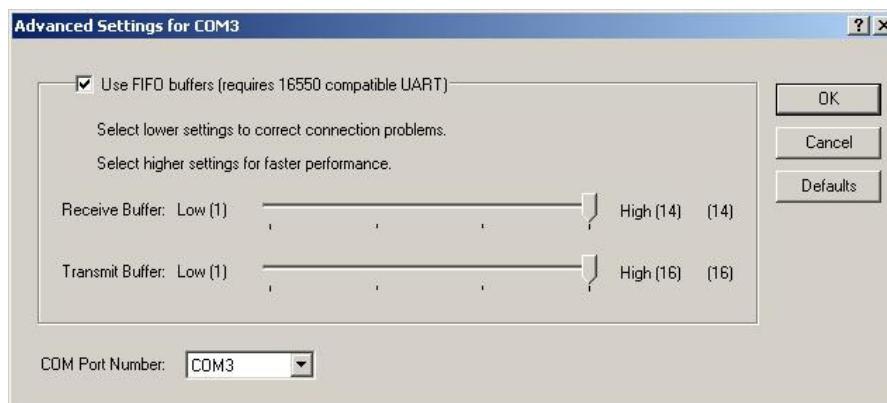 Advanced Settings for COM3
Use FIFO buffers (requires 16550 compatible UART)
Select lower settings to correct connection problems.
Select higher settings for faster performance.
Receive Buffer: Low (1) High (14) (14)
Transmit Buffer: Low (1) High (16) (16)
COM Port Number: COM3
OK
Cancel
Defaults